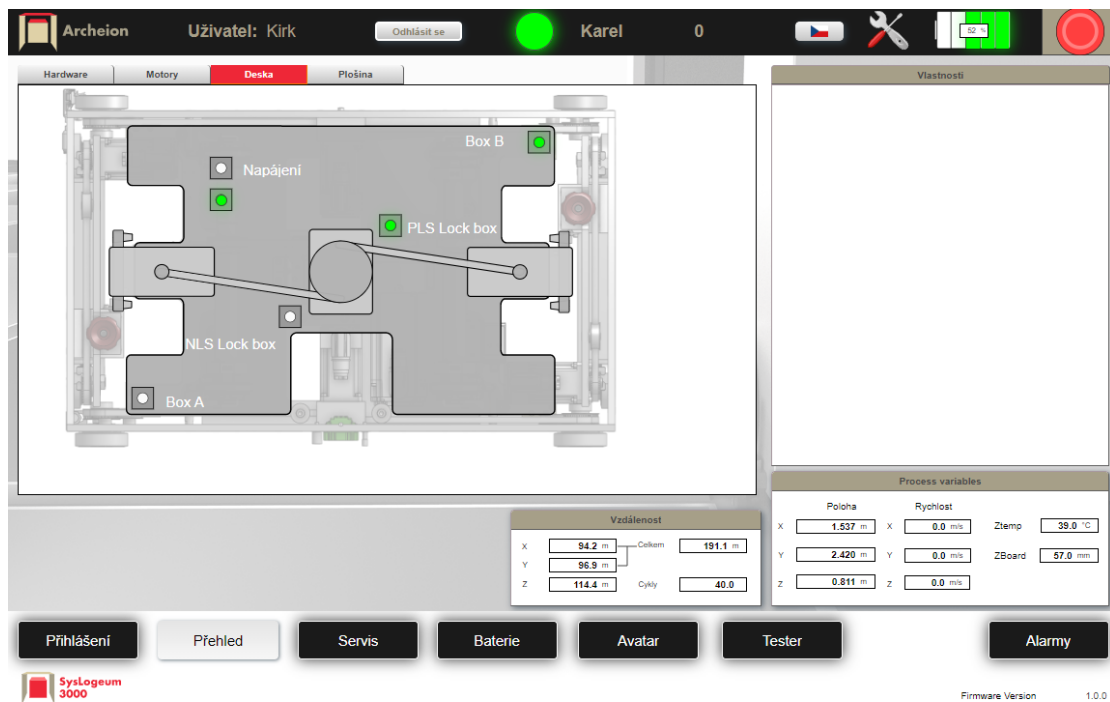 Archeion Uživatel: Kirk Odhlásit se Karel 0 52 %
Hardware Motory Deska Plošina Vlastnosti
Box B
Napájení
PLS Lock box
NLS Lock box
Box A
Process variables
Poloha Rychlost
X 1.537 m X 0.0 m/s Ztemp 39.0 °C
Y 2.420 m Y 0.0 m/s ZBoard 57.0 mm
Z 0.811 m Z 0.0 m/s
Vzdálenost
X 94.2 m Celkem 191.1 m
Y 96.9 m
Z 114.4 m Cykly 40.0
Přihlášení Přehled Servis Baterie Avatar Tester Alarmy
SysLogeum
3000
Firmware Version 1.0.0